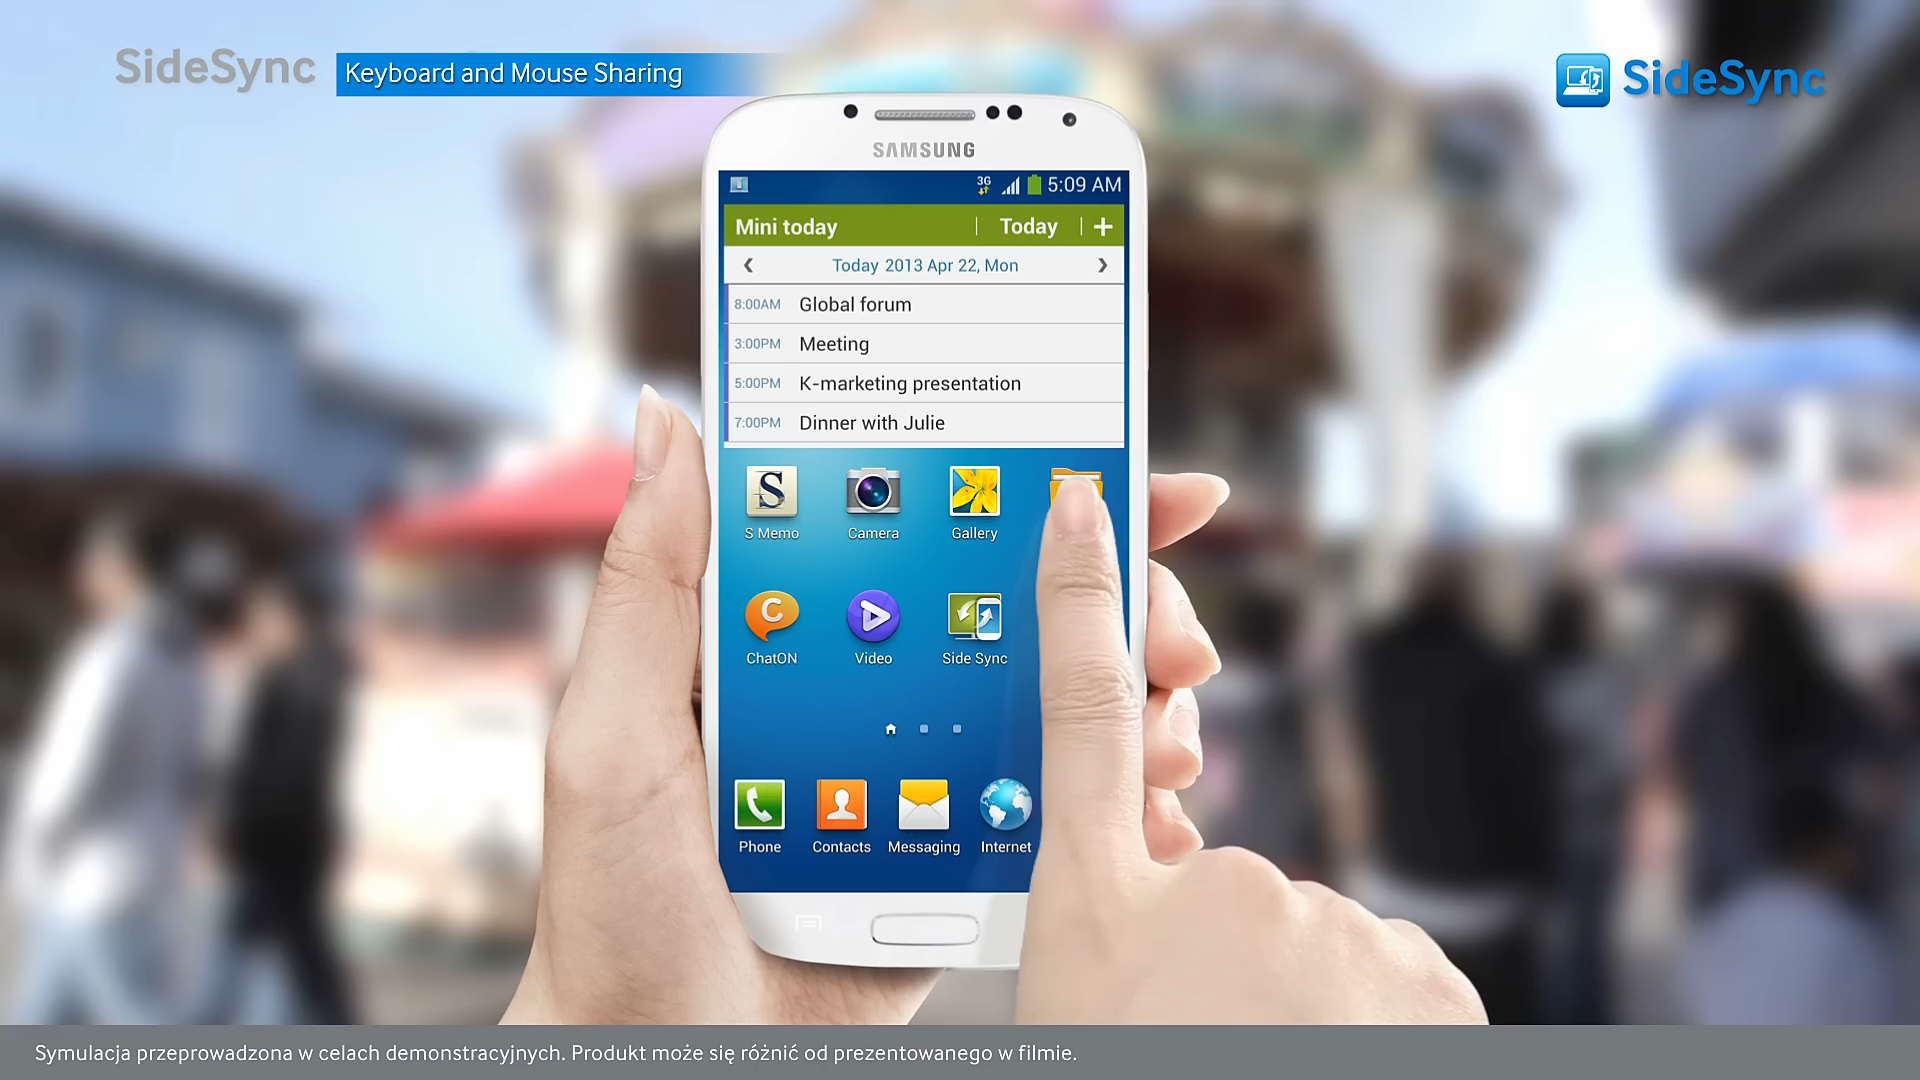 SideSync
Keyboard and Mouse Sharing
SideSync
SAMSUNG
3G
5:09 AM
Mini today
Today
+
Today 2013 Apr 22, Mon
8:00AM Global forum
3:00PM Meeting
5:00PM K-marketing presentation
7:00PM Dinner with Julie
S
S Memo
Camera
Gallery
C
ChatON
Video
Side Sync
Phone
Contacts
Messaging
Internet
Symulacja przeprowadzona w celach demonstracyjnych. Produkt może się różnić od prezentowanego w filmie.